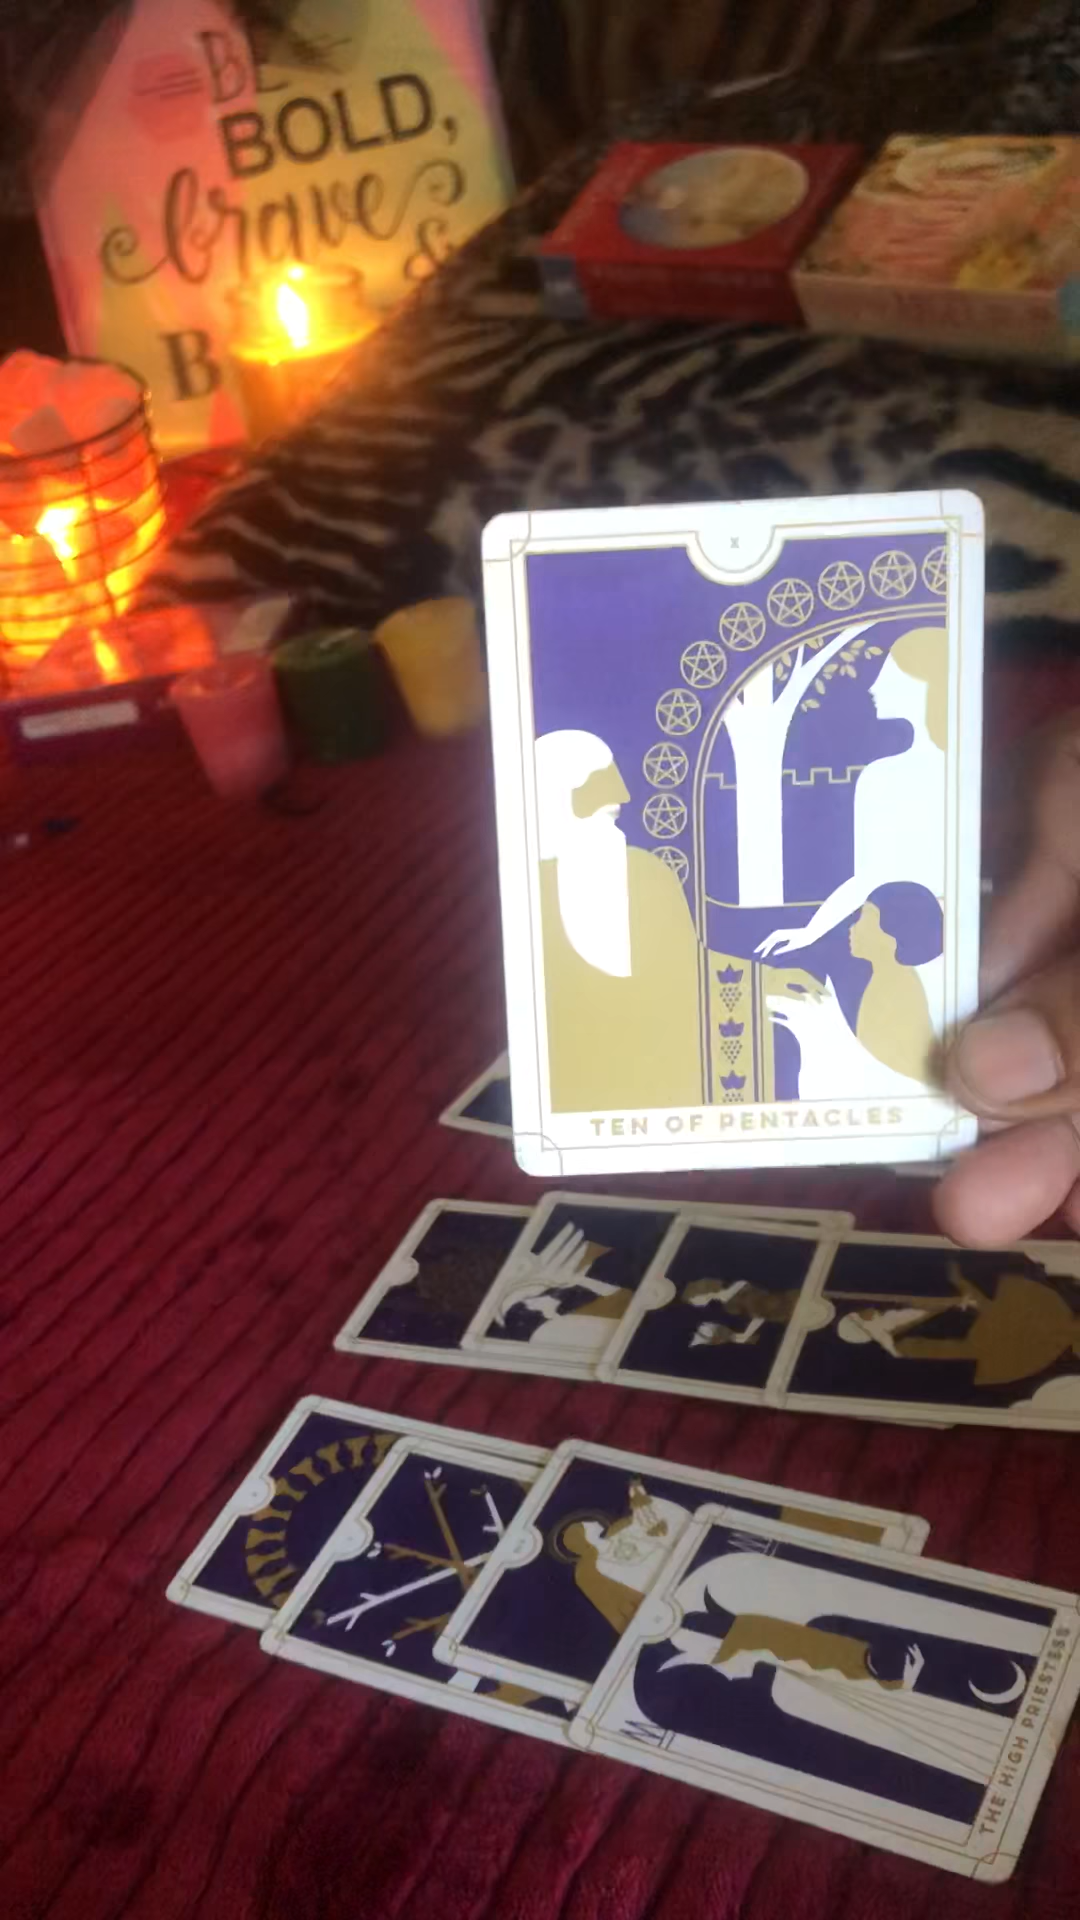 BE
BOLD,
brave
&
B
X
TEN OF PENTACLES
THE HIGH PRIESTESS